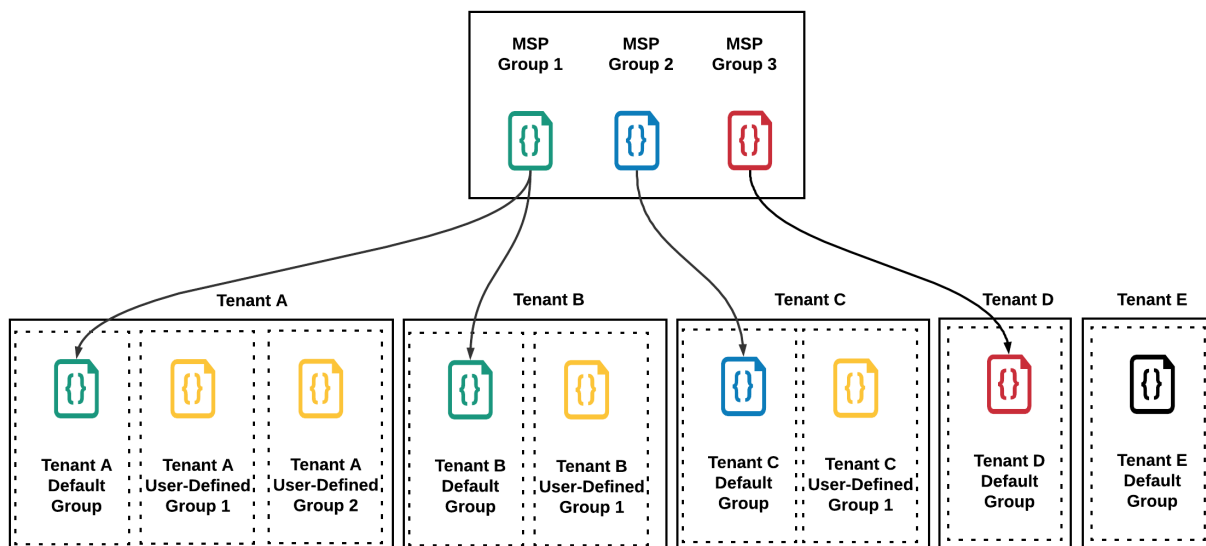 MSP
Group 1
MSP
Group 2
MSP
Group 3
{}
{}
{}
Tenant A
Tenant B
Tenant C
Tenant D
Tenant E
{}
{}
{}
{}
{}
{}
{}
{}
{}
Tenant A
Default
Group
Tenant A
User-Defined
Group 1
Tenant A
User-Defined
Group 2
Tenant B
Default
Group
Tenant B
User-Defined
Group 1
Tenant C
Default
Group
Tenant C
User-Defined
Group 1
Tenant D
Default
Group
Tenant E
Default
Group